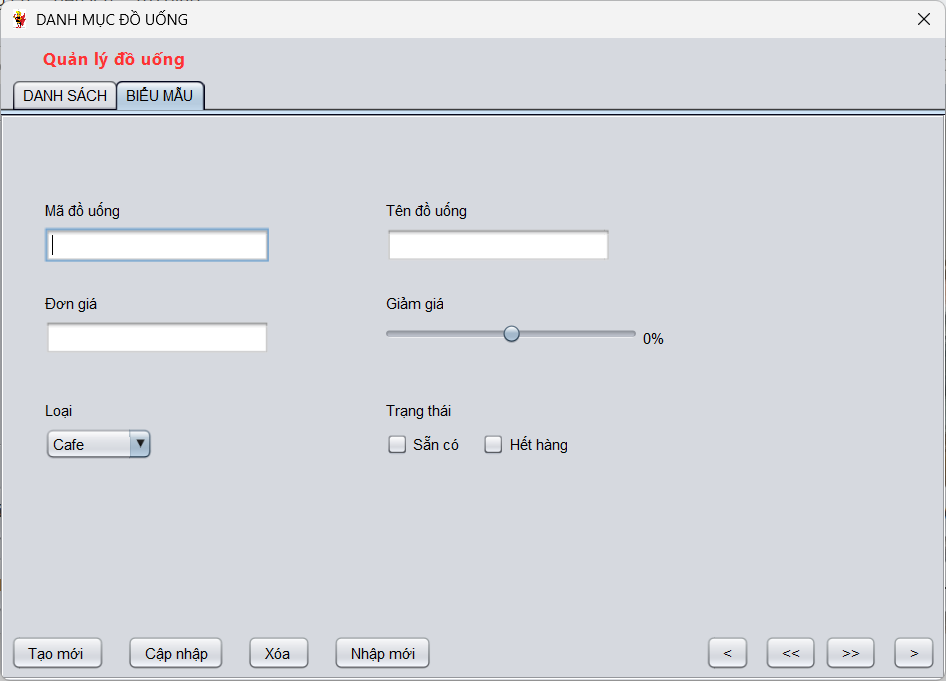 DANH MỤC ĐỒ UỐNG
Quản lý đồ uống
DANH SÁCH BIỂU MẪU
Mã đồ uống Tên đồ uống
Đơn giá Giảm giá
0%
Loại Trạng thái
Cafe Sẵn có Hết hàng
Tạo mới Cập nhập Xóa Nhập mới < << >> >